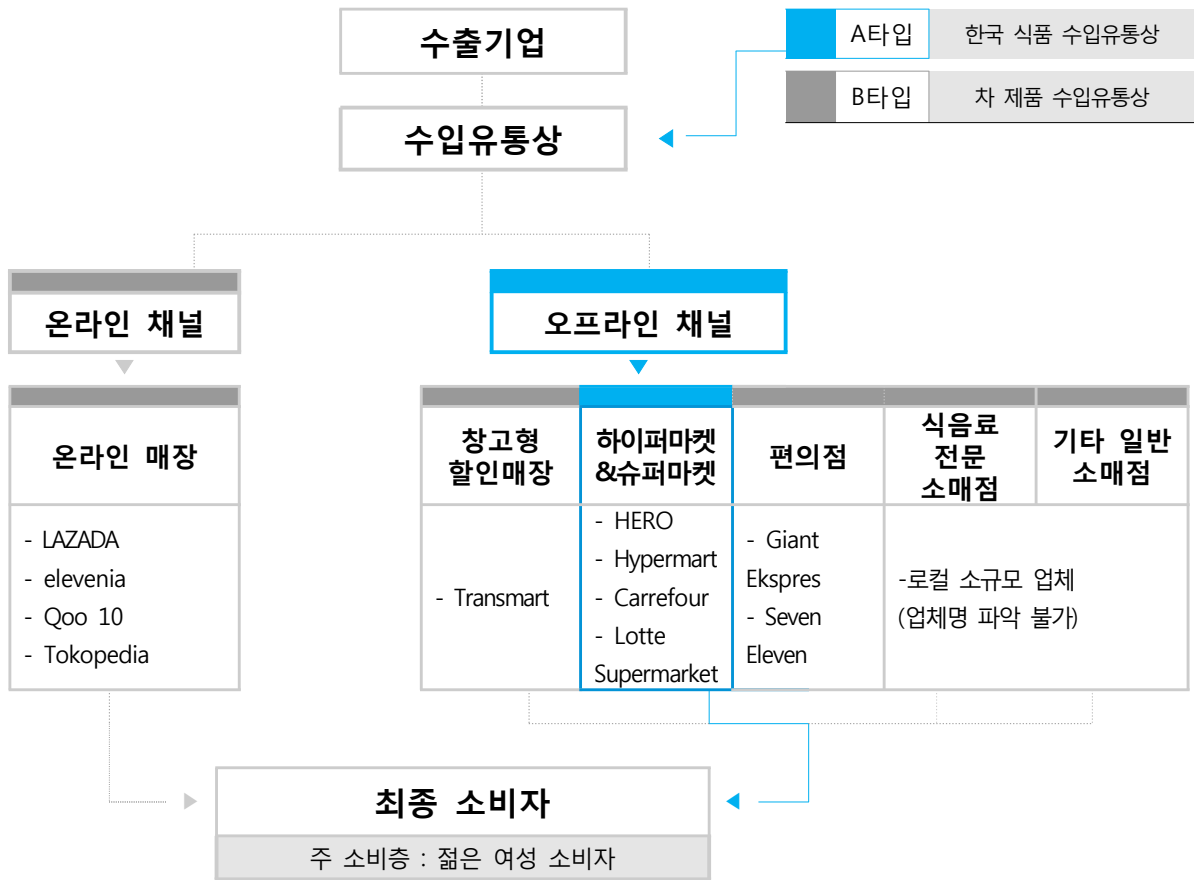 수출기업
A타입
한국 식품 수입유통상
B타입
차 제품 수입유통상
수입유통상
온라인 채널
오프라인 채널
온라인 매장
- LAZADA
- elevenia
- Qoo 10
- Tokopedia
창고형
할인매장
- Transmart
하이퍼마켓
&슈퍼마켓
- HERO
- Hypermart
- Carrefour
- Lotte
Supermarket
편의점
- Giant
Ekspres
- Seven
Eleven
식음료
전문
소매점
기타 일반
소매점
-로컬 소규모 업체
(업체명 파악 불가)
최종 소비자
주 소비층 : 젊은 여성 소비자